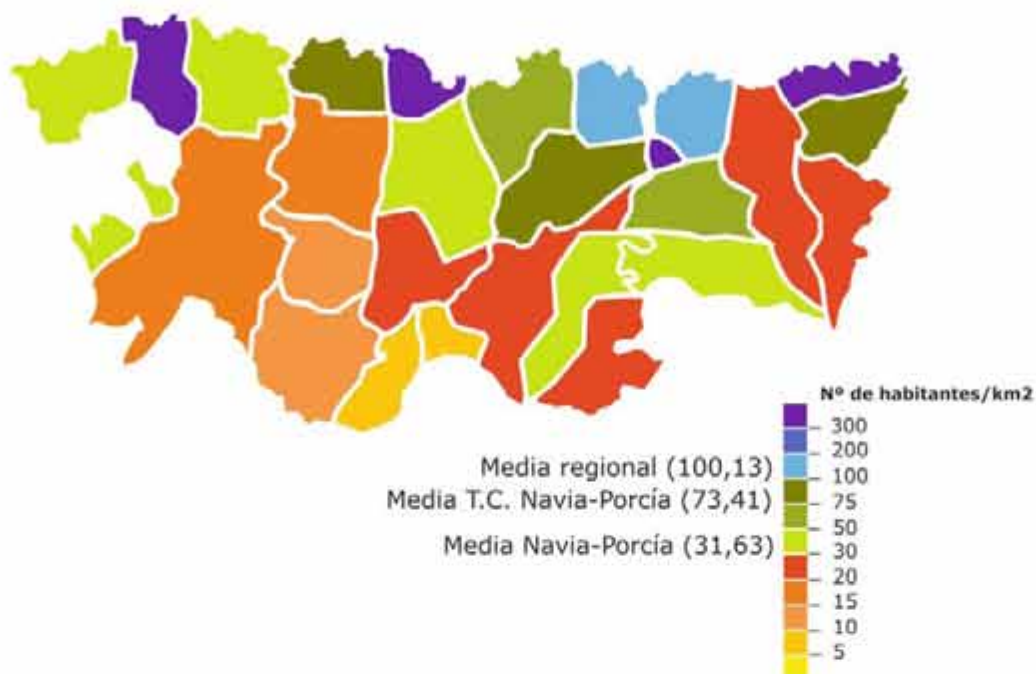 Nº de habitantes/km2
300
200
Media regional (100,13)
100
Media T.C. Navia-Porcía (73,41)
75
50
Media Navia-Porcía (31,63)
30
20
15
10
5